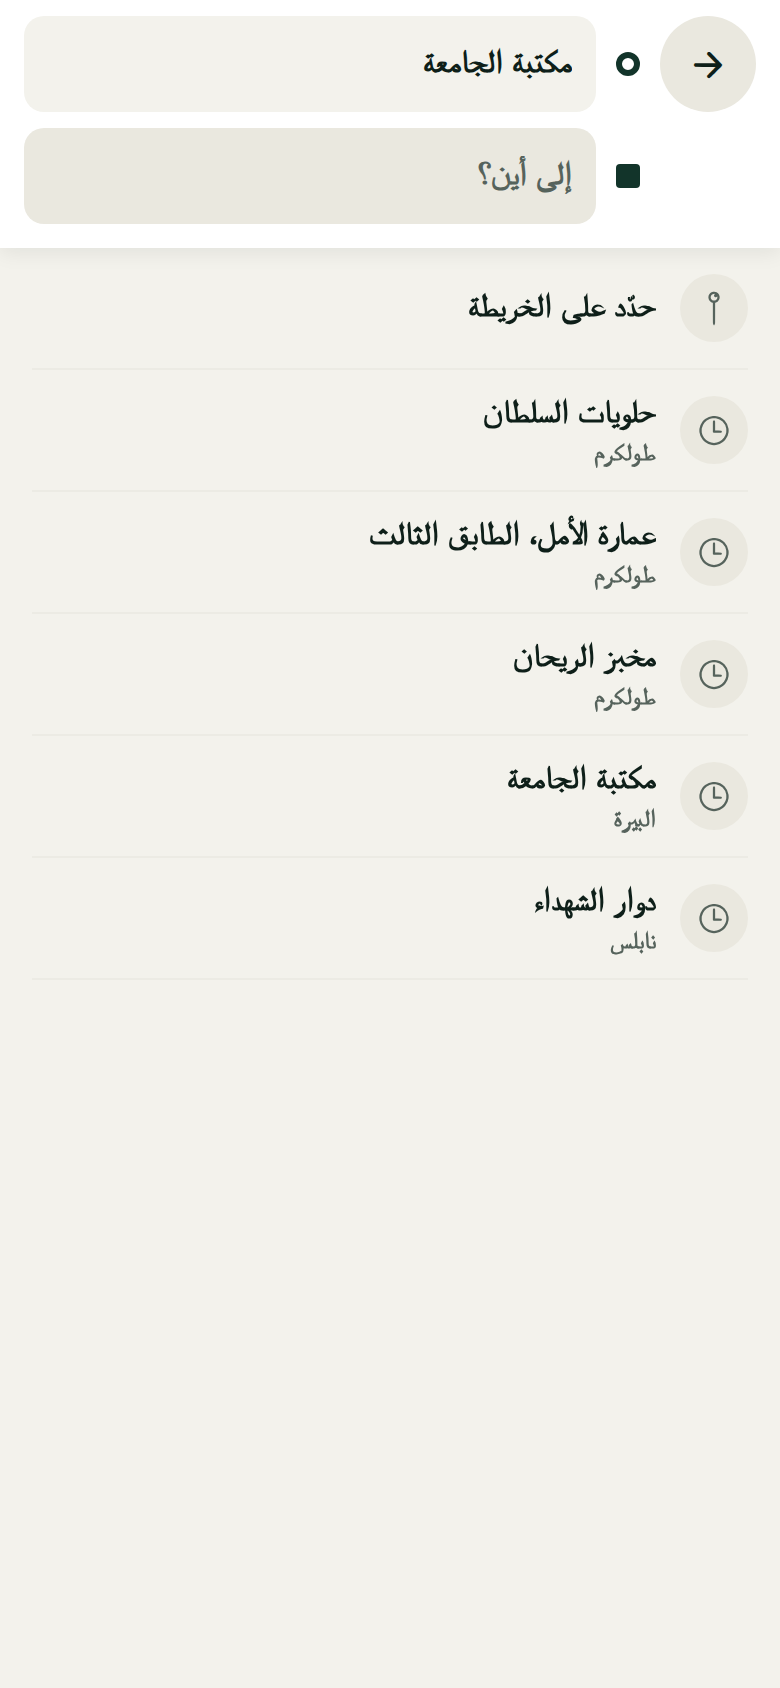 مكتبة الجامعة
إلى أين؟
حدّد على الخريطة
حلويات السلطان
طولكرم
عمارة الأمل، الطابق الثالث
طولكرم
مخبز الريحان
طولكرم
مكتبة الجامعة
البيرة
دوار الشهداء
نابلس